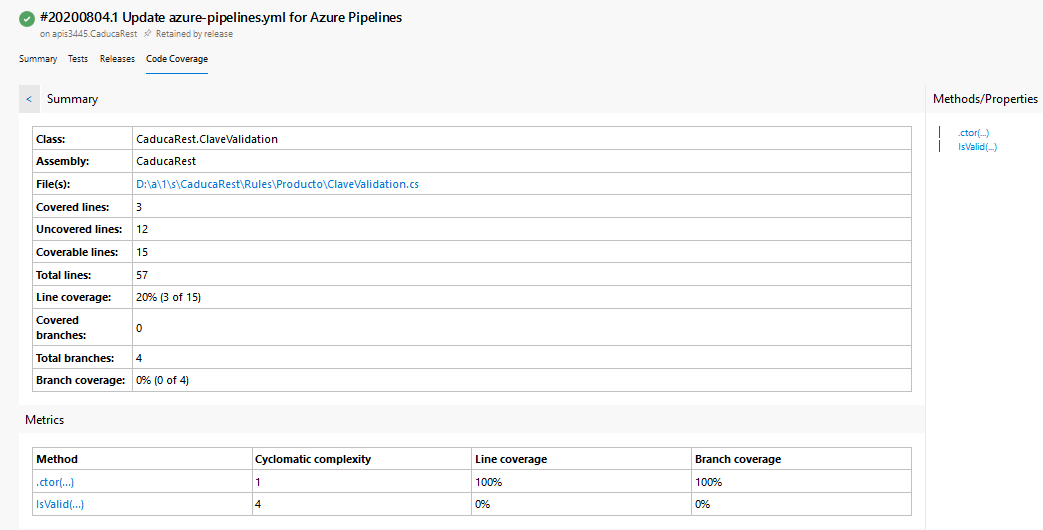 #20200804.1 Update azure-pipelines.yml for Azure Pipelines
on apis3445.CaducaRest Retained by release
Summary Tests Releases Code Coverage
< Summary
Methods/Properties
.ctor(...)
IsValid(...)
Class: CaducaRest.ClaveValidation
Assembly: CaducaRest
File(s): D:\a\1\s\CaducaRest\Rules\Producto\ClaveValidation.cs
Covered lines: 3
Uncovered lines: 12
Coverable lines: 15
Total lines: 57
Line coverage: 20% (3 of 15)
Covered
branches: 0
Total branches: 4
Branch coverage: 0% (0 of 4)
Metrics
Method Cyclomatic complexity Line coverage Branch coverage
.ctor(...) 1 100% 100%
IsValid(...) 4 0% 0%